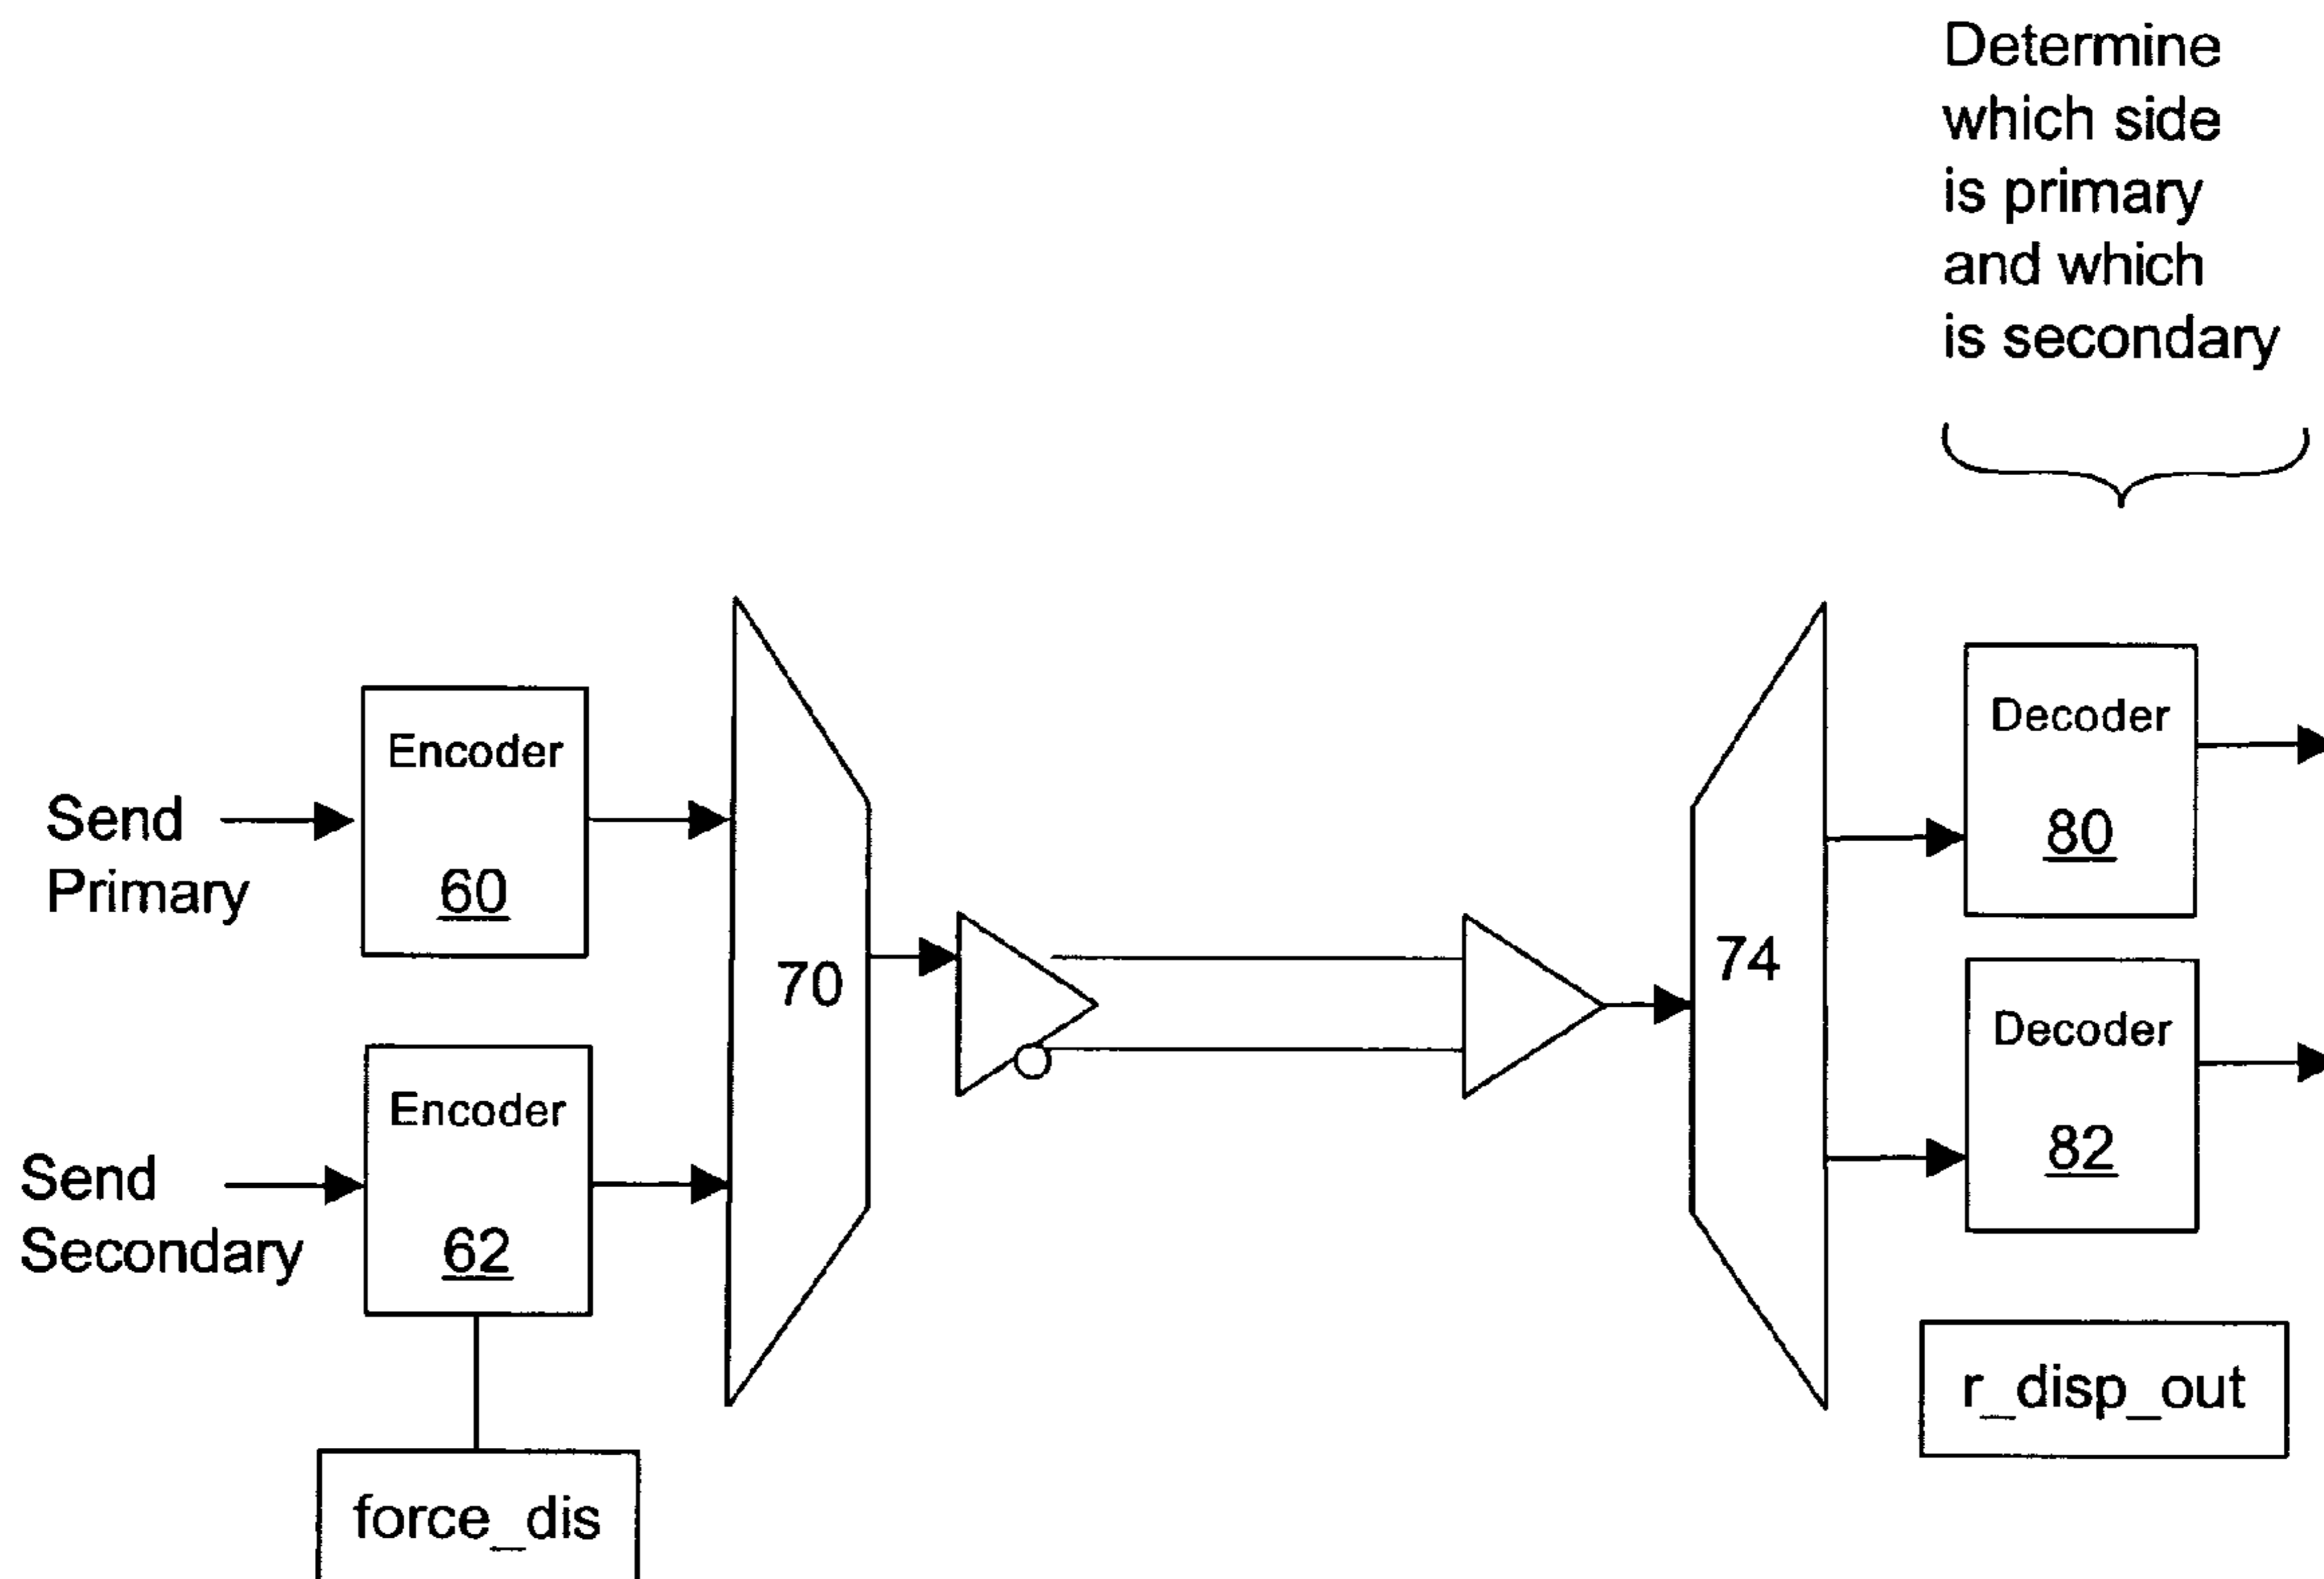 Determine
which side
is primary
and which
is secondary
Send
Primary
Encoder
60
Send
Secondary
Encoder
62
force_dis
70
74
Decoder
80
Decoder
82
r_disp_out